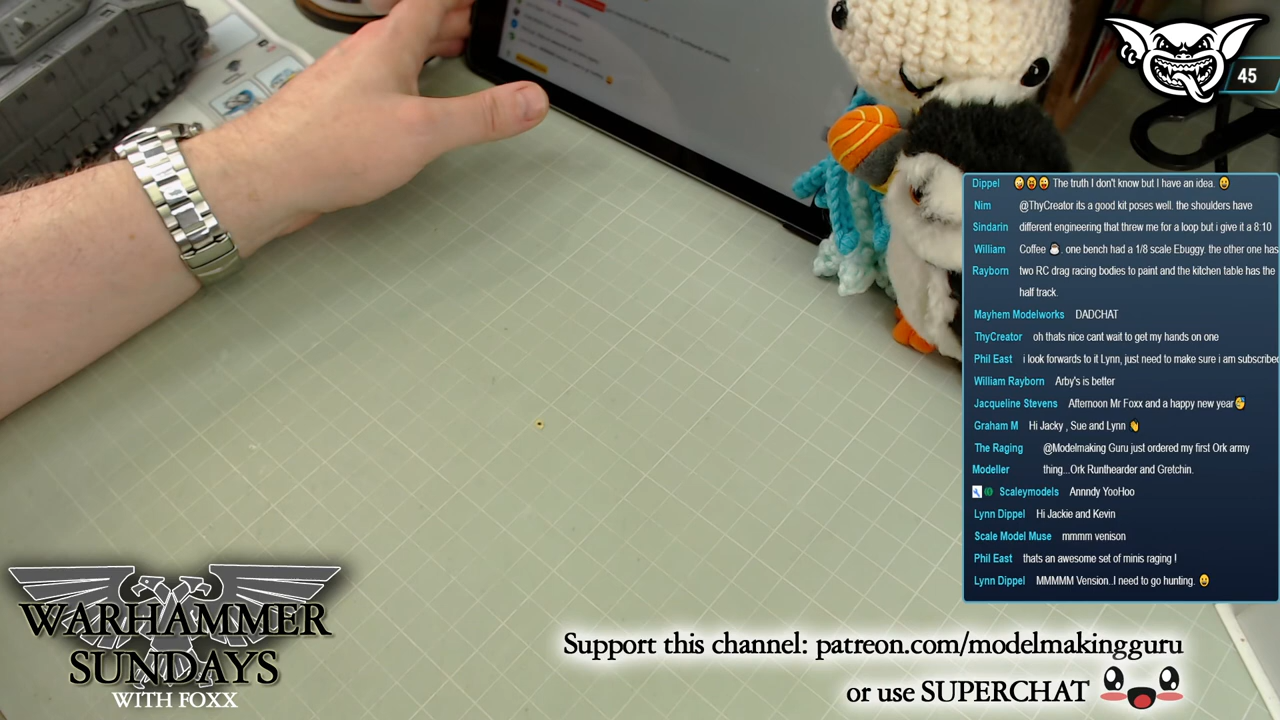 45
Dippel 😜😝😛 The truth I don't know but I have an idea. 😀
Nim @ThyCreator its a good kit poses well. the shoulders have
Sindarin different engineering that threw me for a loop but i give it a 8:10
William Coffee 🐧 one bench had a 1/8 scale Ebuggy. the other one has
Rayborn two RC drag racing bodies to paint and the kitchen table has the
half track.
Mayhem Modelworks DADCHAT
ThyCreator oh thats nice cant wait to get my hands on one
Phil East i look forwards to it Lynn, just need to make sure i am subscribed
William Rayborn Arby's is better
Jacqueline Stevens Afternoon Mr Foxx and a happy new year🥳
Graham M Hi Jacky , Sue and Lynn 👋
The Raging @Modelmaking Guru just ordered my first Ork army
Modeller thing...Ork Runthearder and Gretchin.
Scaleymodels Annndy YooHoo
Lynn Dippel Hi Jackie and Kevin
Scale Model Muse mmmm venison
Phil East thats an awesome set of minis raging !
Lynn Dippel MMMMM Version..I need to go hunting. 😀
WARHAMMER
SUNDAYS
WITH FOXX
Support this channel: patreon.com/modelmakingguru
or use SUPERCHAT